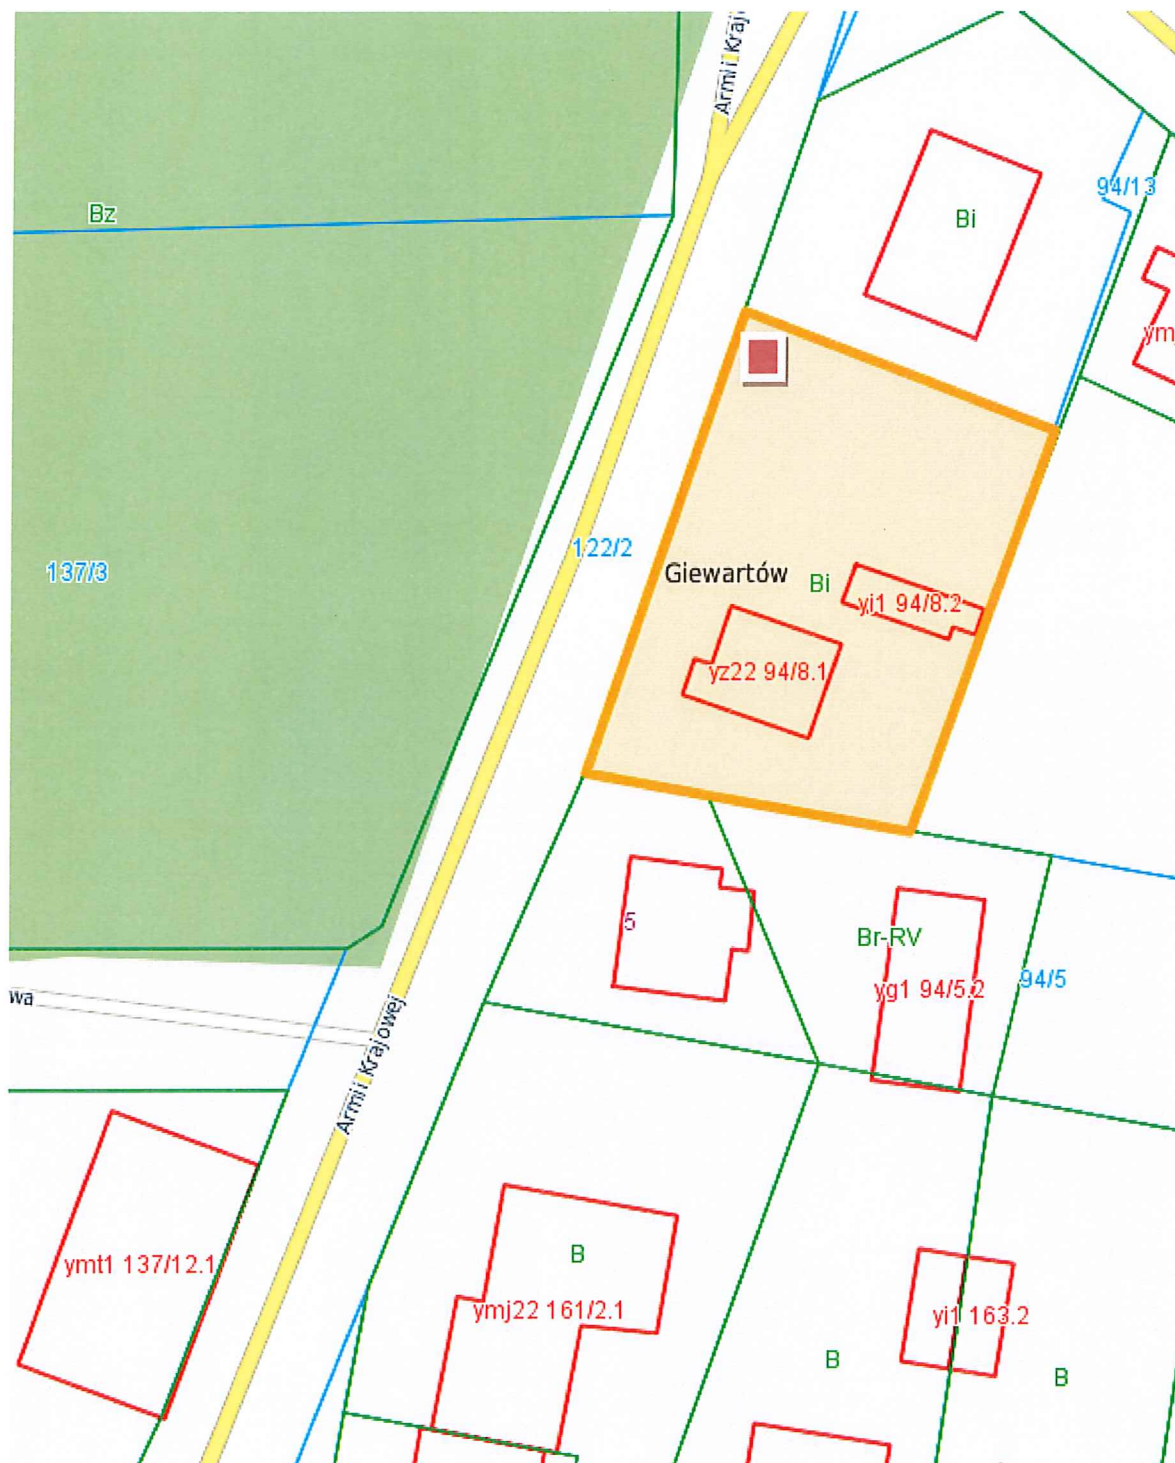 Armii Kraj
94/13
Bz
Bi
ym
122/2
137/3
Giewartów
Bi
yi1 94/8.2
yz22 94/8.1
5
Br-RV
94/5
yg1 94/5.2
wa
Armii Krajowej
B
ymt1 137/12.1
ymj22 161/2.1
yi1 163.2
B
B